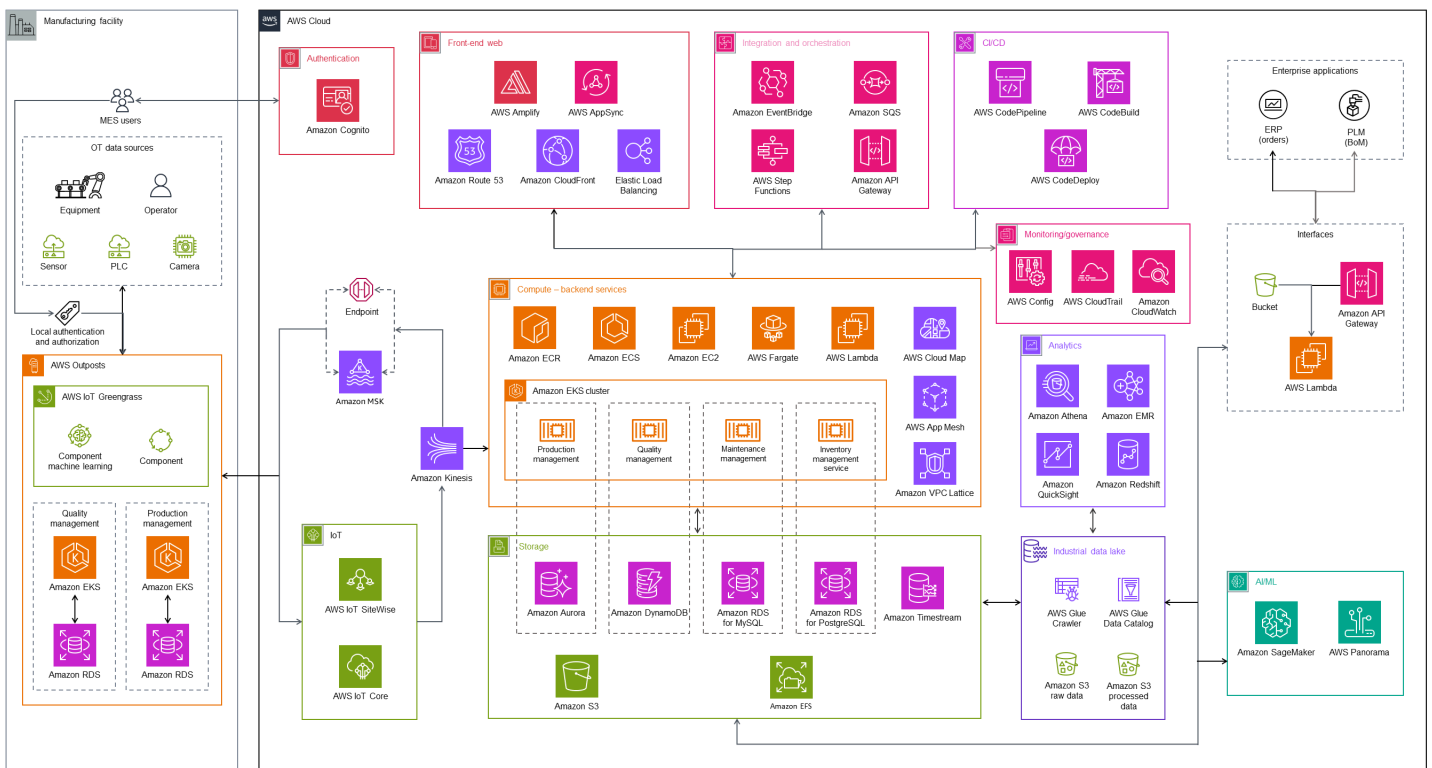 Manufacturing facility
MES users
OT data sources
Equipment
Operator
Sensor
PLC
Camera
Local authentication
and authorization
AWS Outposts
AWS IoT Greengrass
Component
machine learning
Component
Quality
management
Amazon EKS
Amazon RDS
Production
management
Amazon EKS
Amazon RDS
aws
AWS Cloud
Authentication
Amazon Cognito
Front-end web
AWS Amplify
AWS AppSync
53
Amazon Route 53
Amazon CloudFront
Elastic Load
Balancing
Integration and orchestration
Amazon EventBridge
Amazon SQS
AWS Step
Functions
Amazon API
Gateway
CI/CD
AWS CodePipeline
AWS CodeBuild
AWS CodeDeploy
Monitoring/governance
AWS Config
AWS CloudTrail
Amazon
CloudWatch
Enterprise applications
ERP
(orders)
PLM
(BoM)
Interfaces
Bucket
Amazon API
Gateway
AWS Lambda
Endpoint
Amazon MSK
Amazon Kinesis
IoT
AWS IoT SiteWise
AWS IoT Core
Compute – backend services
Amazon ECR
Amazon ECS
Amazon EC2
AWS Fargate
AWS Lambda
AWS Cloud Map
AWS App Mesh
Amazon VPC Lattice
Amazon EKS cluster
Production
management
Quality
management
Maintenance
management
Inventory
management
service
Storage
Amazon Aurora
Amazon DynamoDB
Amazon RDS
for MySQL
Amazon RDS
for PostgreSQL
Amazon Timestream
Amazon S3
Amazon EFS
Analytics
Amazon Athena
Amazon EMR
Amazon
QuickSight
Amazon Redshift
Industrial data lake
AWS Glue
Crawler
AWS Glue
Data Catalog
Amazon S3
raw data
Amazon S3
processed
data
AI/ML
Amazon SageMaker
AWS Panorama